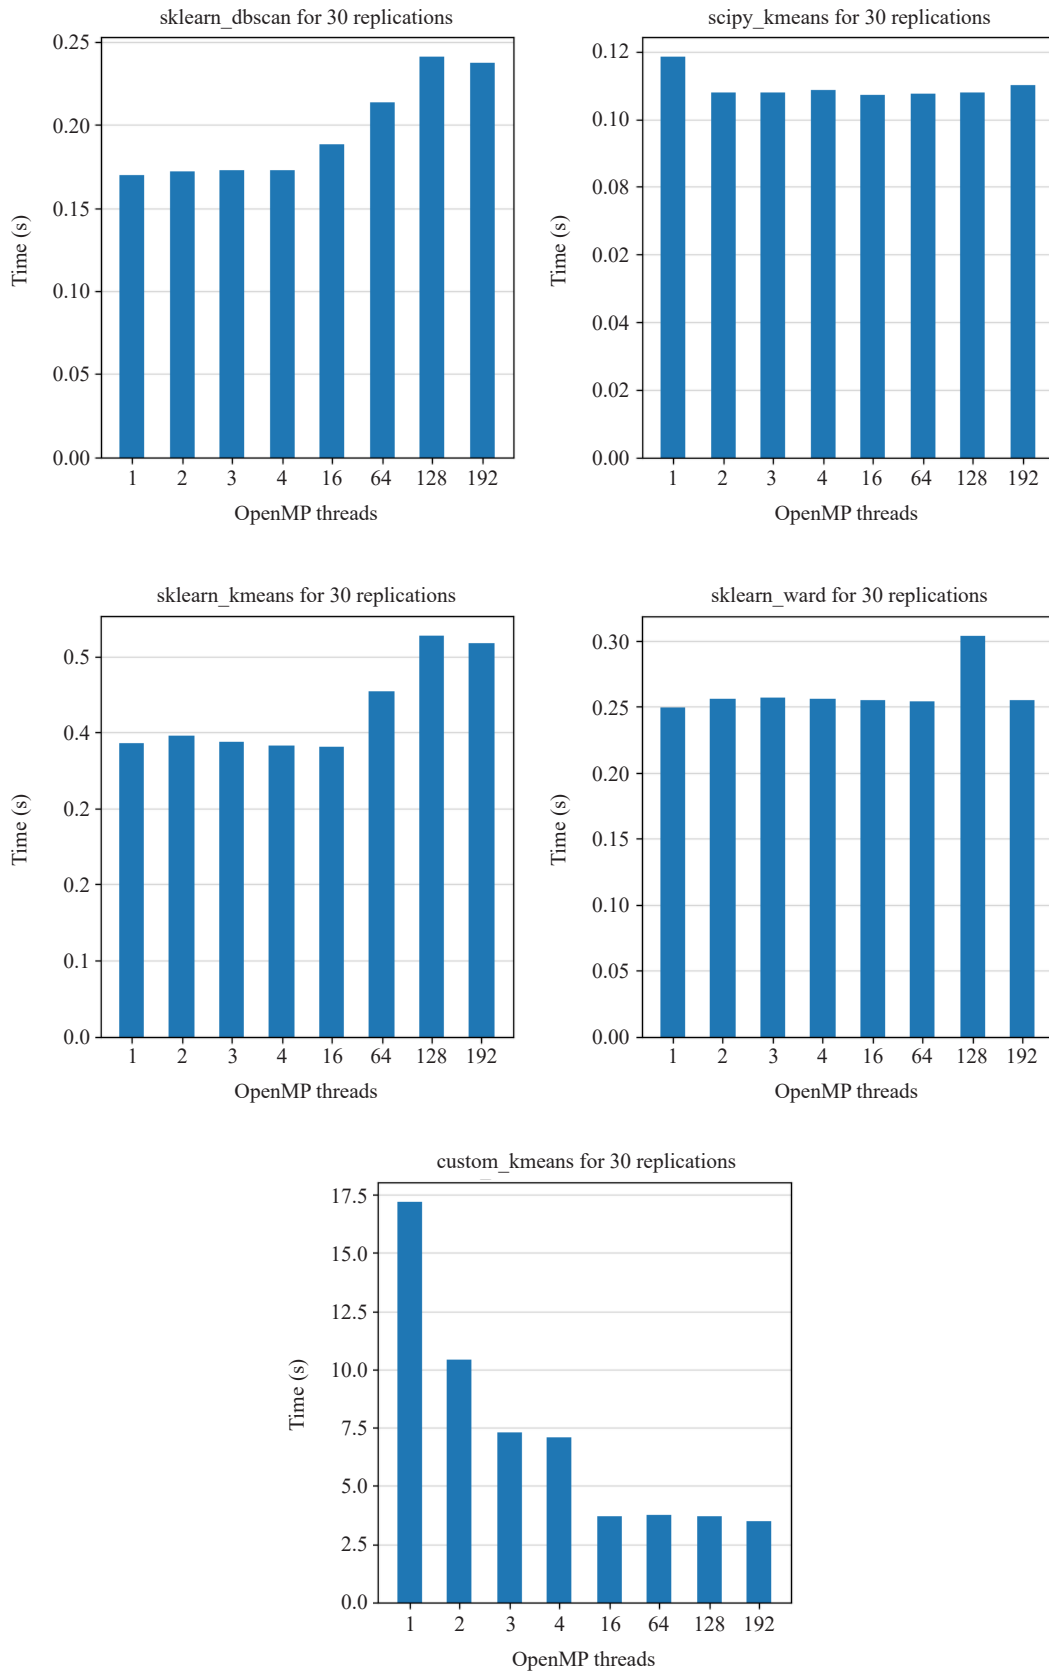 sklearn_dbscan for 30 replications
0.25
0.20
0.15
0.10
0.05
0.00
Time (s)
1 2 3 4 16 64 128 192
OpenMP threads
scipy_kmeans for 30 replications
0.12
0.10
0.08
0.02
0.04
0.02
0.00
Time (s)
1 2 3 4 16 64 128 192
OpenMP threads
sklearn_kmeans for 30 replications
0.5
0.4
0.2
0.2
0.1
0.0
Time (s)
1 2 3 4 16 64 128 192
OpenMP threads
sklearn_ward for 30 replications
0.30
0.25
0.20
0.15
0.10
0.05
0.00
Time (s)
1 2 3 4 16 64 128 192
OpenMP threads
custom_kmeans for 30 replications
17.5
15.0
12.5
10.0
7.5
5.0
2.5
0.0
Time (s)
1 2 3 4 16 64 128 192
OpenMP threads